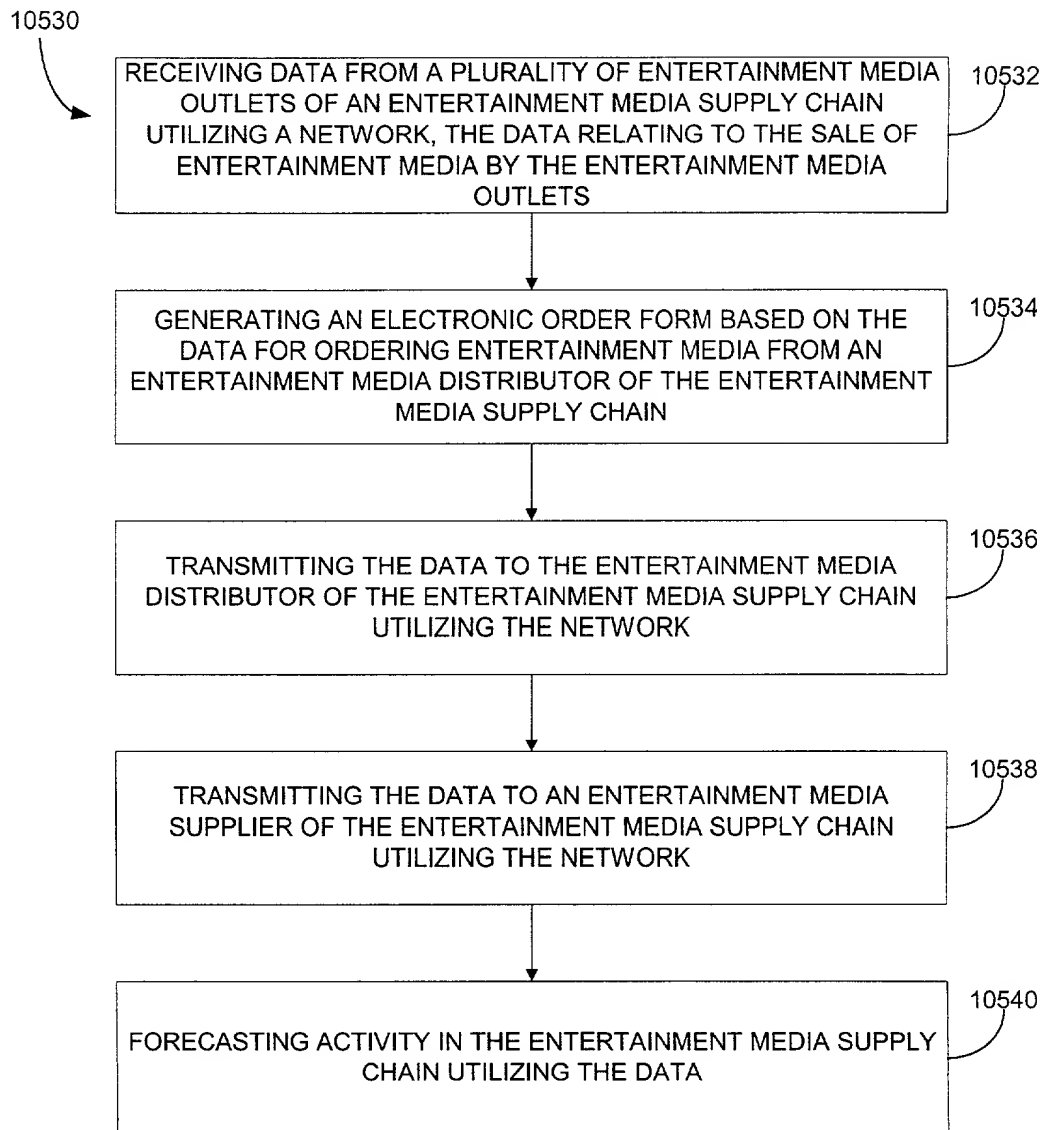 10530
RECEIVING DATA FROM A PLURALITY OF ENTERTAINMENT MEDIA
OUTLETS OF AN ENTERTAINMENT MEDIA SUPPLY CHAIN
UTILIZING A NETWORK, THE DATA RELATING TO THE SALE OF
ENTERTAINMENT MEDIA BY THE ENTERTAINMENT MEDIA
OUTLETS
10532
GENERATING AN ELECTRONIC ORDER FORM BASED ON THE
DATA FOR ORDERING ENTERTAINMENT MEDIA FROM AN
ENTERTAINMENT MEDIA DISTRIBUTOR OF THE ENTERTAINMENT
MEDIA SUPPLY CHAIN
10534
TRANSMITTING THE DATA TO THE ENTERTAINMENT MEDIA
DISTRIBUTOR OF THE ENTERTAINMENT MEDIA SUPPLY CHAIN
UTILIZING THE NETWORK
10536
TRANSMITTING THE DATA TO AN ENTERTAINMENT MEDIA
SUPPLIER OF THE ENTERTAINMENT MEDIA SUPPLY CHAIN
UTILIZING THE NETWORK
10538
FORECASTING ACTIVITY IN THE ENTERTAINMENT MEDIA SUPPLY
CHAIN UTILIZING THE DATA
10540